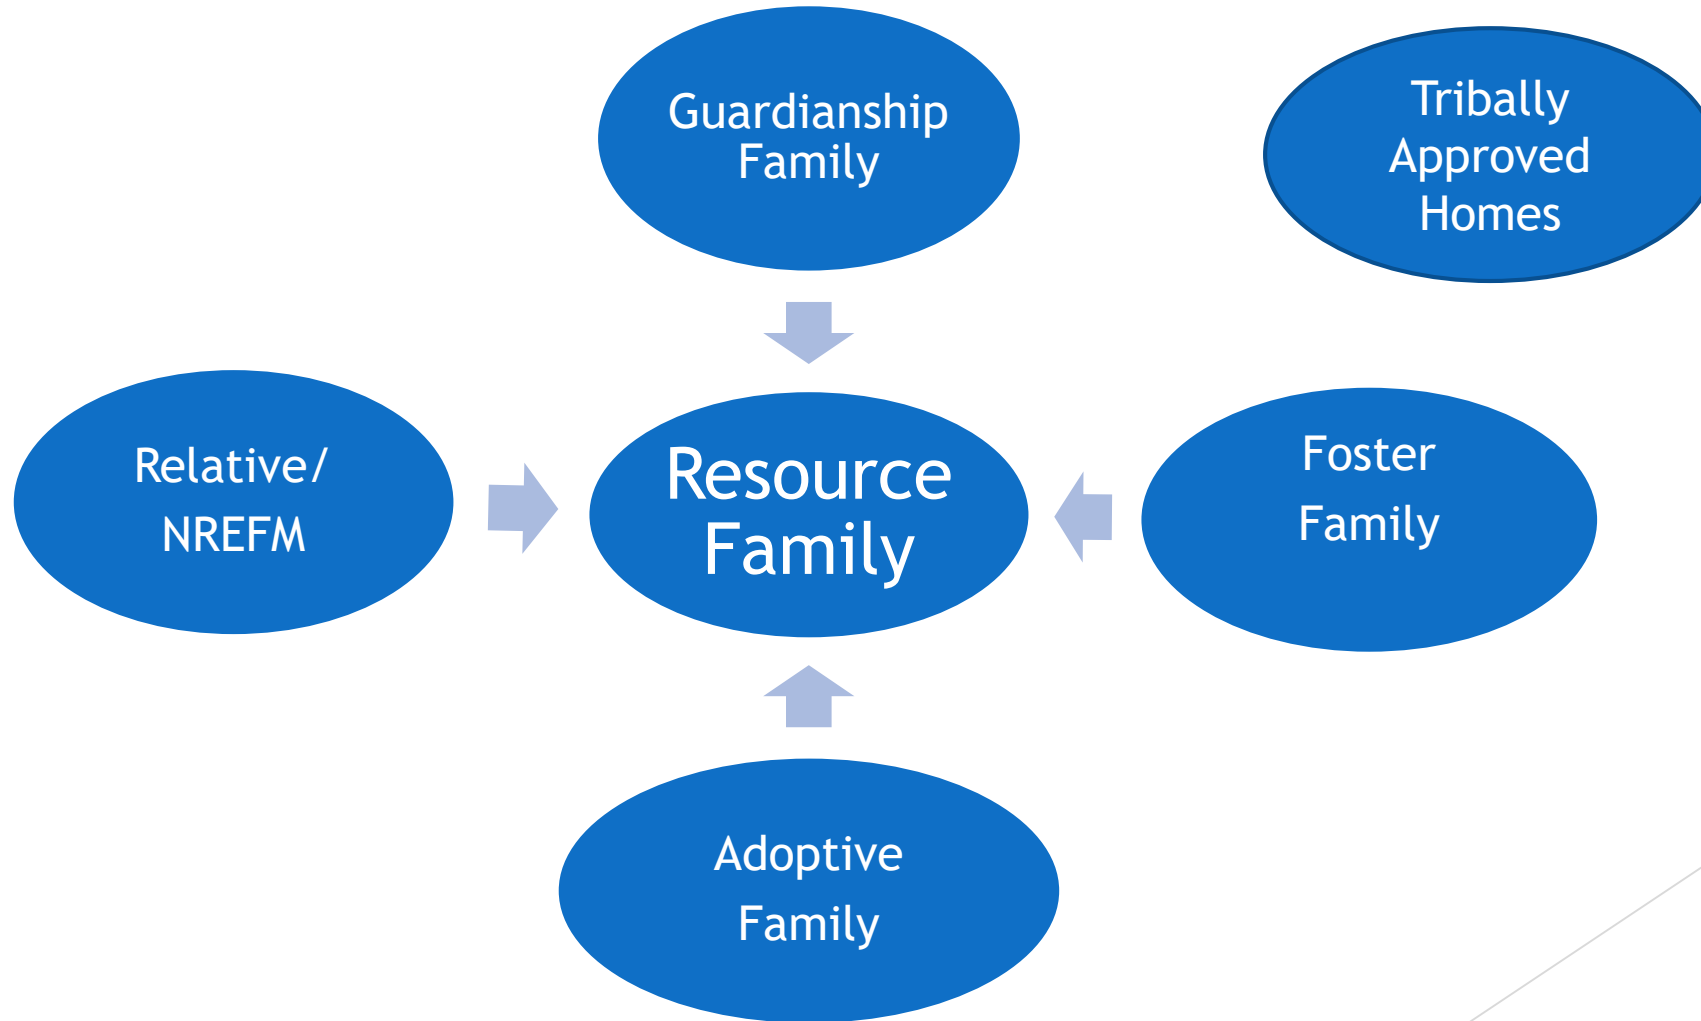 Guardianship
Family
Tribally
Approved
Homes
Relative/
NREFM
Resource
Family
Foster
Family
Adoptive
Family